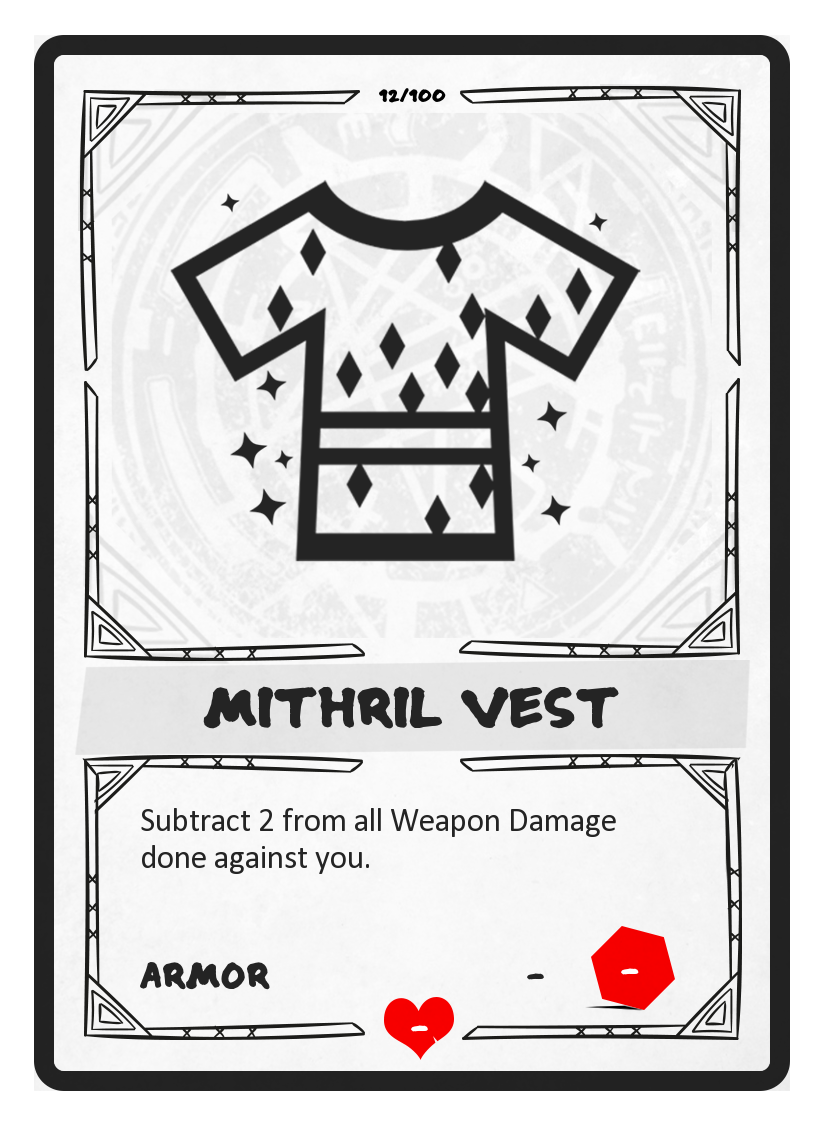 12/100
MITHRIL VEST
Subtract 2 from all Weapon Damage
done against you.
ARMOR - -
-